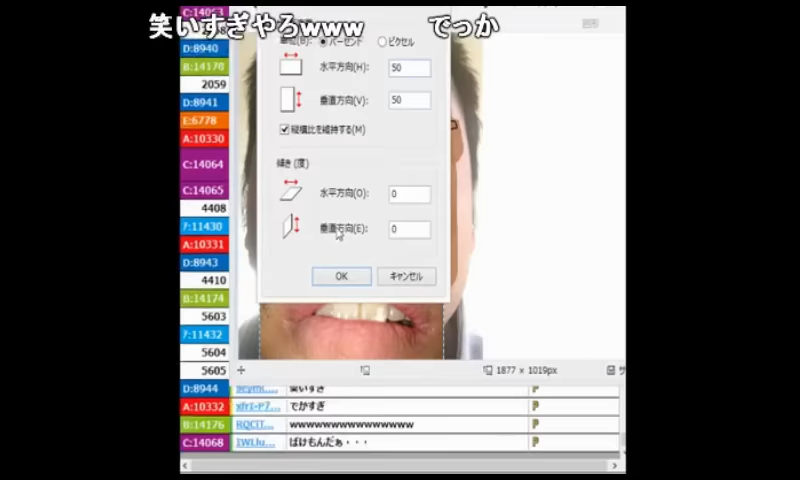 笑いすぎやろwww でっか
D:8940
パーセント ピクセル
B:14170
水平方向(H): 50
2059
D:8941
垂直方向(V): 50
E:6778
A:10330
縦横比を維持する(M)
C:14064
傾き(度)
C:14065
水平方向(O): 0
4408
ｱ:11430
垂直方向(E): 0
A:10331
D:8943
4410
OK キャンセル
B:14174
5603
ｱ:11432
5604
5605
1877 × 1019px
D:8944 笑いすぎ
A:10332 でかすぎ
B:14176 RQCIT... wwwwwwwwwwwwwww
C:14068 1WLJu... ばけもんだぁ・・・